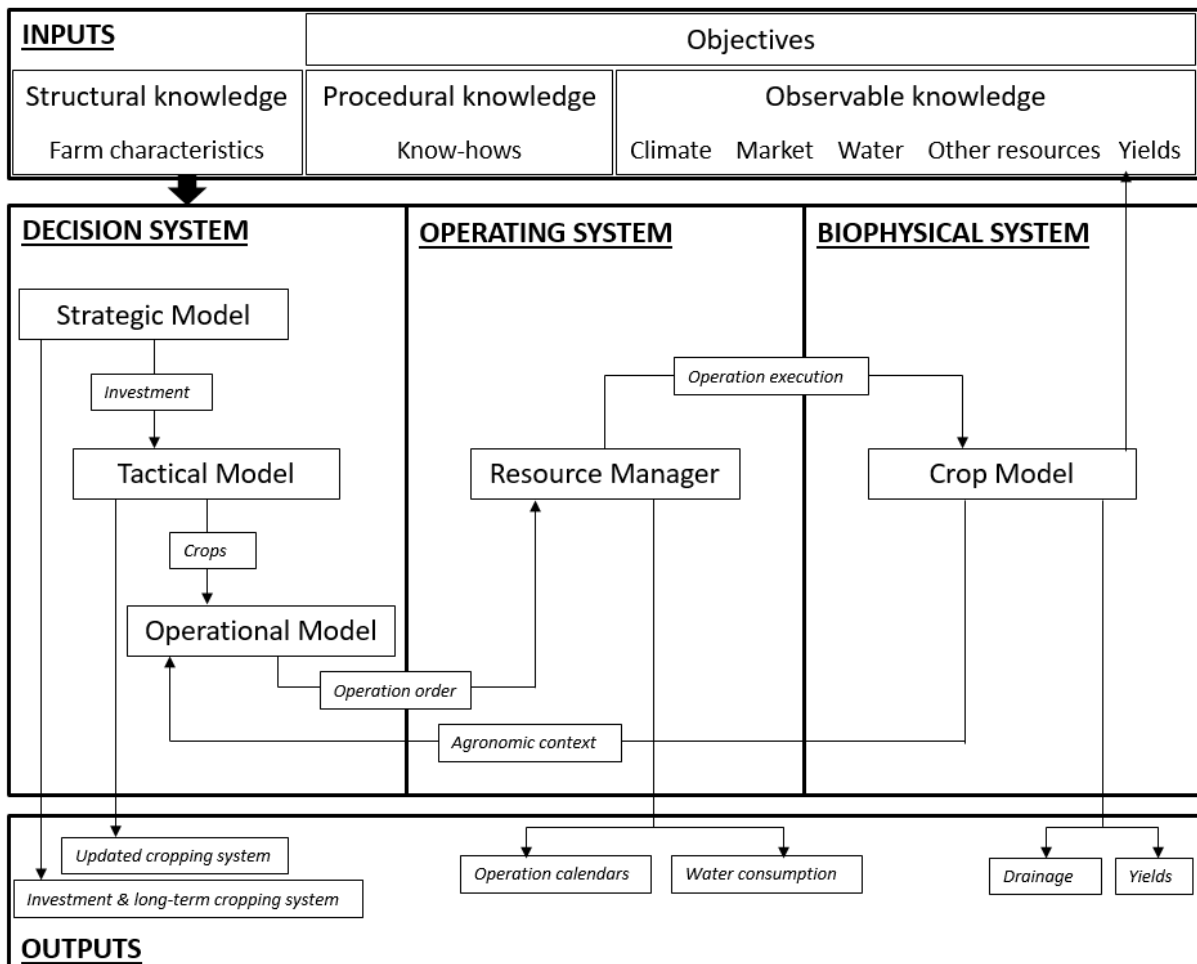 INPUTS
Objectives
Structural knowledge
Procedural knowledge
Observable knowledge
Farm characteristics
Know-hows
Climate Market Water Other resources Yields
DECISION SYSTEM
OPERATING SYSTEM
BIOPHYSICAL SYSTEM
Strategic Model
Investment
Operation execution
Tactical Model
Resource Manager
Crop Model
Crops
Operational Model
Operation order
Agronomic context
Updated cropping system
Investment & long-term cropping system
Operation calendars
Water consumption
Drainage
Yields
OUTPUTS